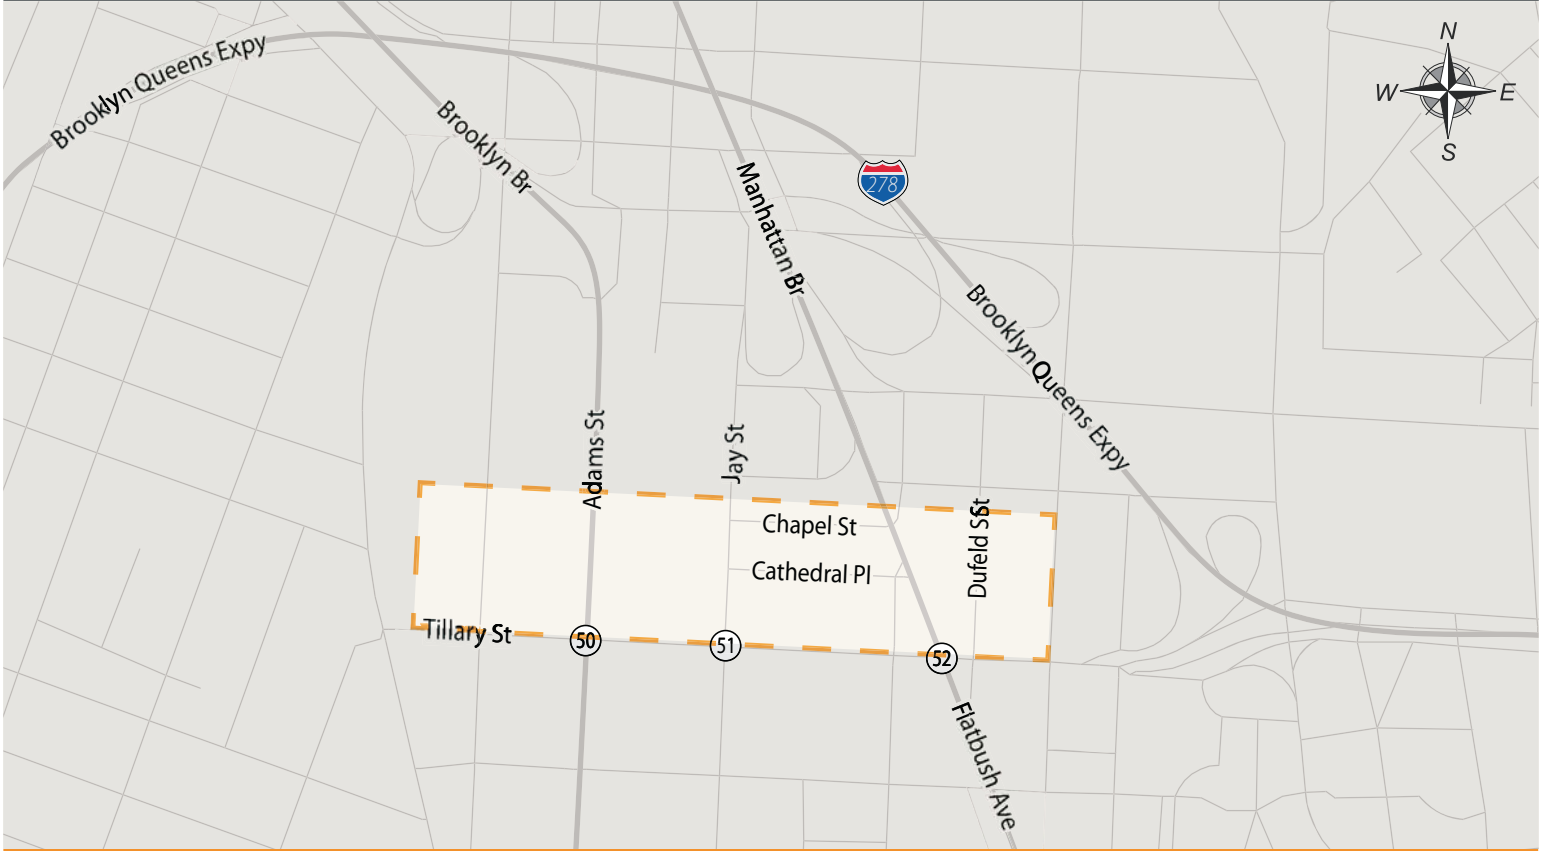 N
Brooklyn Queens Expy
W
E
Brooklyn Br
S
278
Manhattan Br
Brooklyn Queens Expy
Adams St
Jay St
Chapel St
Dufeld St
Cathedral Pl
Tillary St
50
51
52
Flatbush Ave